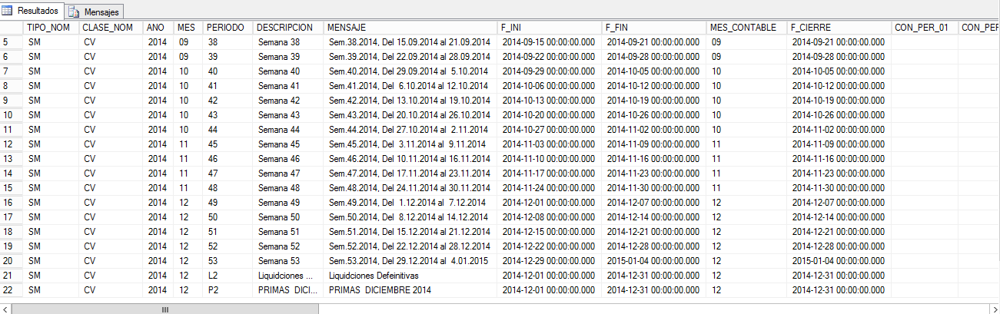 Resultados Mensajes
TIPO_NOM CLASE_NOM ANO MES PERIODO DESCRIPCION MENSAJE F_INI F_FIN MES_CONTABLE F_CIERRE CON_PER_01 CON_PER
5 SM CV 2014 09 38 Semana 38 Sem.38.2014, Del 15.09.2014 al 21.09.2014 2014-09-15 00:00:00.000 2014-09-21 00:00:00.000 09 2014-09-21 00:00:00.000
6 SM CV 2014 09 39 Semana 39 Sem.39.2014, Del 22.09.2014 al 28.09.2014 2014-09-22 00:00:00.000 2014-09-28 00:00:00.000 09 2014-09-28 00:00:00.000
7 SM CV 2014 10 40 Semana 40 Sem.40.2014, Del 29.09.2014 al 5.10.2014 2014-09-29 00:00:00.000 2014-10-05 00:00:00.000 10 2014-10-05 00:00:00.000
8 SM CV 2014 10 41 Semana 41 Sem.41.2014, Del 6.10.2014 al 12.10.2014 2014-10-06 00:00:00.000 2014-10-12 00:00:00.000 10 2014-10-12 00:00:00.000
9 SM CV 2014 10 42 Semana 42 Sem.42.2014, Del 13.10.2014 al 19.10.2014 2014-10-13 00:00:00.000 2014-10-19 00:00:00.000 10 2014-10-19 00:00:00.000
10 SM CV 2014 10 43 Semana 43 Sem.43.2014, Del 20.10.2014 al 26.10.2014 2014-10-20 00:00:00.000 2014-10-26 00:00:00.000 10 2014-10-26 00:00:00.000
11 SM CV 2014 10 44 Semana 44 Sem.44.2014, Del 27.10.2014 al 2.11.2014 2014-10-27 00:00:00.000 2014-11-02 00:00:00.000 10 2014-11-02 00:00:00.000
12 SM CV 2014 11 45 Semana 45 Sem.45.2014, Del 3.11.2014 al 9.11.2014 2014-11-03 00:00:00.000 2014-11-09 00:00:00.000 11 2014-11-09 00:00:00.000
13 SM CV 2014 11 46 Semana 46 Sem.46.2014, Del 10.11.2014 al 16.11.2014 2014-11-10 00:00:00.000 2014-11-16 00:00:00.000 11 2014-11-16 00:00:00.000
14 SM CV 2014 11 47 Semana 47 Sem.47.2014, Del 17.11.2014 al 23.11.2014 2014-11-17 00:00:00.000 2014-11-23 00:00:00.000 11 2014-11-23 00:00:00.000
15 SM CV 2014 11 48 Semana 48 Sem.48.2014, Del 24.11.2014 al 30.11.2014 2014-11-24 00:00:00.000 2014-11-30 00:00:00.000 11 2014-11-30 00:00:00.000
16 SM CV 2014 12 49 Semana 49 Sem.49.2014, Del 1.12.2014 al 7.12.2014 2014-12-01 00:00:00.000 2014-12-07 00:00:00.000 12 2014-12-07 00:00:00.000
17 SM CV 2014 12 50 Semana 50 Sem.50.2014, Del 8.12.2014 al 14.12.2014 2014-12-08 00:00:00.000 2014-12-14 00:00:00.000 12 2014-12-14 00:00:00.000
18 SM CV 2014 12 51 Semana 51 Sem.51.2014, Del 15.12.2014 al 21.12.2014 2014-12-15 00:00:00.000 2014-12-21 00:00:00.000 12 2014-12-21 00:00:00.000
19 SM CV 2014 12 52 Semana 52 Sem.52.2014, Del 22.12.2014 al 28.12.2014 2014-12-22 00:00:00.000 2014-12-28 00:00:00.000 12 2014-12-28 00:00:00.000
20 SM CV 2014 12 53 Semana 53 Sem.53.2014, Del 29.12.2014 al 4.01.2015 2014-12-29 00:00:00.000 2015-01-04 00:00:00.000 12 2015-01-04 00:00:00.000
21 SM CV 2014 12 L2 Liquidciones ... Liquidciones Defeinitivas 2014-12-01 00:00:00.000 2014-12-31 00:00:00.000 12 2014-12-31 00:00:00.000
22 SM CV 2014 12 P2 PRIMAS DICI... PRIMAS DICIEMBRE 2014 2014-12-01 00:00:00.000 2014-12-31 00:00:00.000 12 2014-12-31 00:00:00.000